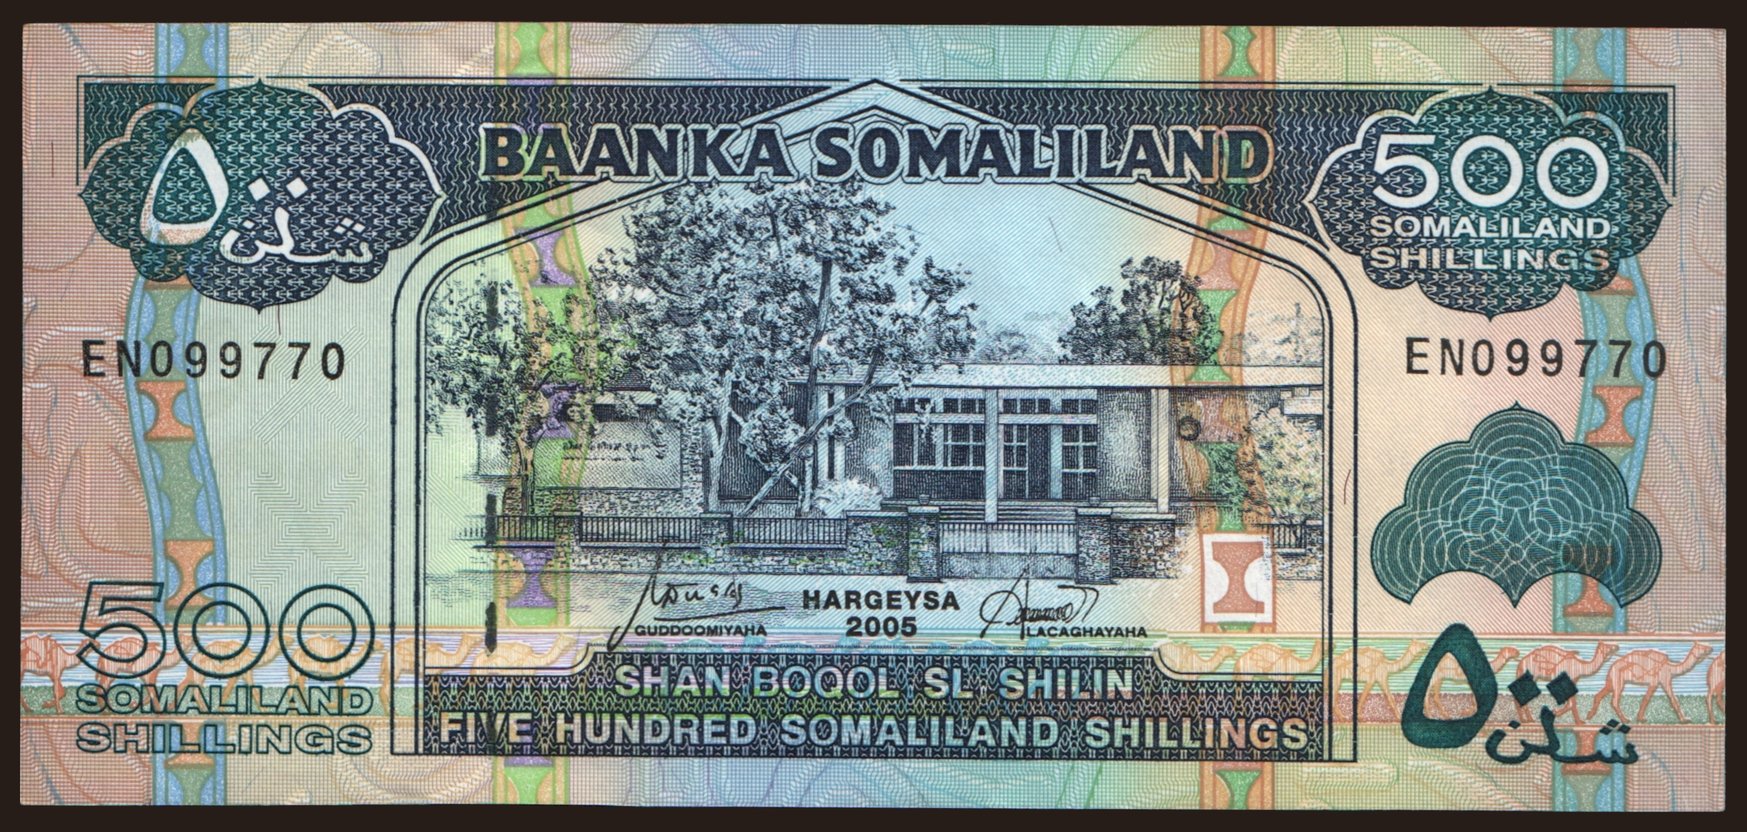 BAANKA SOMALILAND
٥٠٠
شلن
500
SOMALILAND
SHILLINGS
EN099770
EN099770
HARGEYSA
2005
GUDDOOMIYAHA
LACAGHAYAHA
500
SOMALILAND
SHILLINGS
SHAN BOQOL SL SHILIN
FIVE HUNDRED SOMALILAND SHILLINGS
٥٠٠
شلن